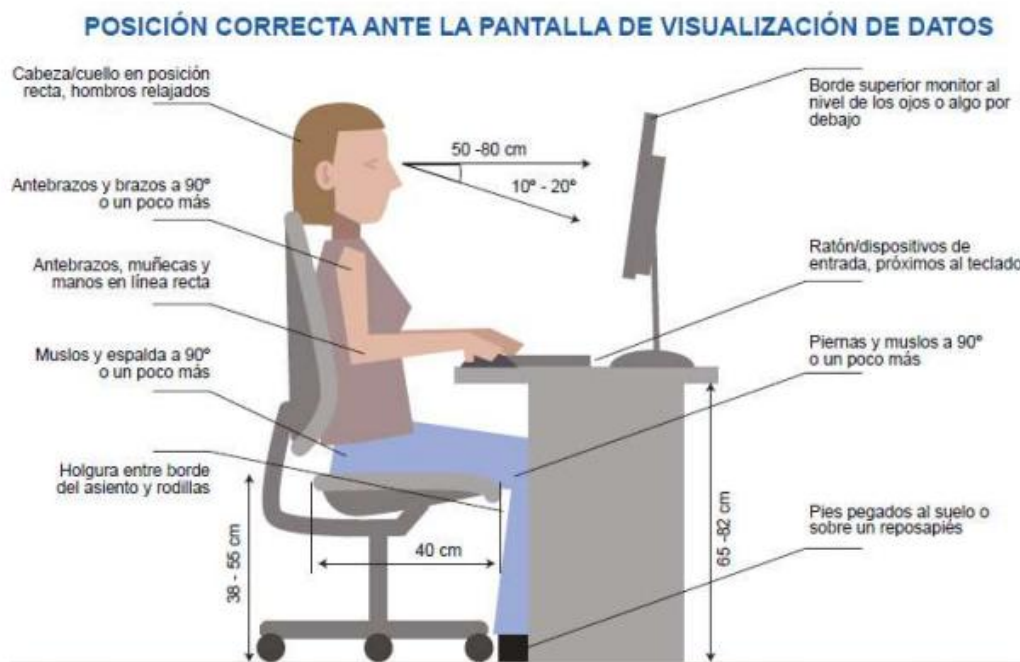 POSICIÓN CORRECTA ANTE LA PANTALLA DE VISUALIZACIÓN DE DATOS
Cabeza/cuello en posición
recta, hombros relajados
Antebrazos y brazos a 90º
o un poco más
Antebrazos, muñecas y
manos en línea recta
Muslos y espalda a 90º
o un poco más
Holgura entre borde
del asiento y rodillas
50 -80 cm
10º - 20º
Borde superior monitor al
nivel de los ojos o algo por
debajo
Ratón/dispositivos de
entrada, próximos al teclado
Piernas y muslos a 90º
o un poco más
Pies pegados al suelo o
sobre un reposapiés
38 - 55 cm
40 cm
65 -82 cm